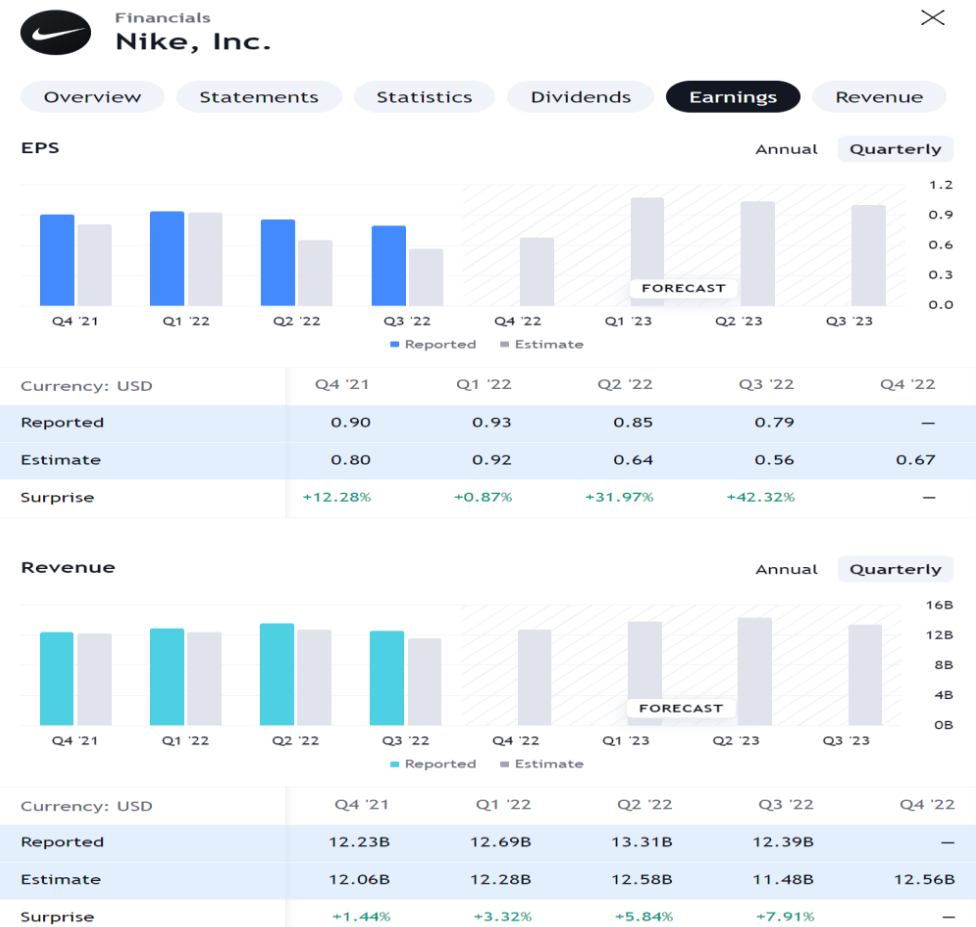 Financials
Nike, Inc.
Overview Statements Statistics Dividends Earnings Revenue
EPS Annual Quarterly
1.2
0.9
0.6
0.3
0.0
FORECAST
Q4 '21 Q1 '22 Q2 '22 Q3 '22 Q4 '22 Q1 '23 Q2 '23 Q3 '23
Reported Estimate
Currency: USD Q4 '21 Q1 '22 Q2 '22 Q3 '22 Q4 '22
Reported 0.90 0.93 0.85 0.79 —
Estimate 0.80 0.92 0.64 0.56 0.67
Surprise +12.28% +0.87% +31.97% +42.32% —
Revenue Annual Quarterly
16B
12B
8B
4B
0B
FORECAST
Q4 '21 Q1 '22 Q2 '22 Q3 '22 Q4 '22 Q1 '23 Q2 '23 Q3 '23
Reported Estimate
Currency: USD Q4 '21 Q1 '22 Q2 '22 Q3 '22 Q4 '22
Reported 12.23B 12.69B 13.31B 12.39B —
Estimate 12.06B 12.28B 12.58B 11.48B 12.56B
Surprise +1.44% +3.32% +5.84% +7.91% —